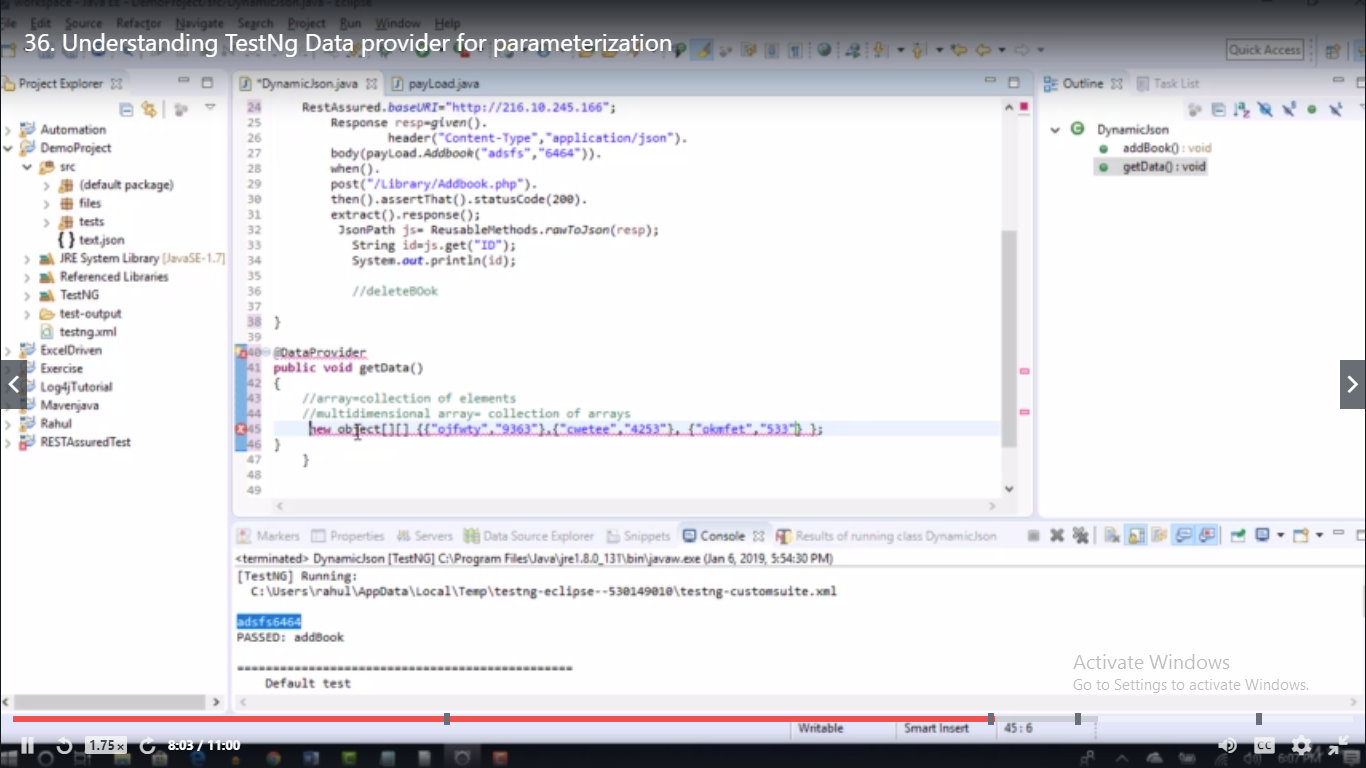 workspace - Java EE - DemoProject/src/DynamicJson.java - Eclipse
File Edit Source Refactor Navigate Search Project Run Window Help
36. Understanding TestNg Data provider for parameterization
Quick Access
Project Explorer
*DynamicJson.java
payLoad.java
Outline
Task List
Automation
DemoProject
src
(default package)
files
tests
text.json
JRE System Library [JavaSE-1.7]
Referenced Libraries
TestNG
test-output
testng.xml
ExcelDriven
Exercise
Log4jTutorial
Mavenjava
Rahul
RESTAssuredTest
24 RestAssured.baseURI="http://216.10.245.166";
25 Response resp=given().
26 header("Content-Type","application/json").
27 body(payLoad.Addbook("adsfs","6464")).
28 when().
29 post("/Library/Addbook.php").
30 then().assertThat().statusCode(200).
31 extract().response();
32 JsonPath js= ReusableMethods.rawToJson(resp);
33 String id=js.get("ID");
34 System.out.println(id);
35
36 //deleteBOok
37
38 }
39
40 @DataProvider
41 public void getData()
42 {
43 //array=collection of elements
44 //multidimensional array= collection of arrays
45 new object[][] {{"ojfwty","9363"},{"cwetee","4253"}, {"okmfet","533"} };
46 }
47 }
48
49
DynamicJson
addBook() : void
getData() : void
Markers Properties Servers Data Source Explorer Snippets Console Results of running class DynamicJson
<terminated> DynamicJson [TestNG] C:\Program Files\Java\jre1.8.0_131\bin\javaw.exe (Jan 6, 2019, 5:54:30 PM)
[TestNG] Running:
C:\Users\rahul\AppData\Local\Temp\testng-eclipse--530149010\testng-customsuite.xml
adsfs6464
PASSED: addBook
===============================================
Default test
Activate Windows
Go to Settings to activate Windows.
Writable Smart Insert 45 : 6
1.75x 8:03 / 11:00
CC
6:07 PM